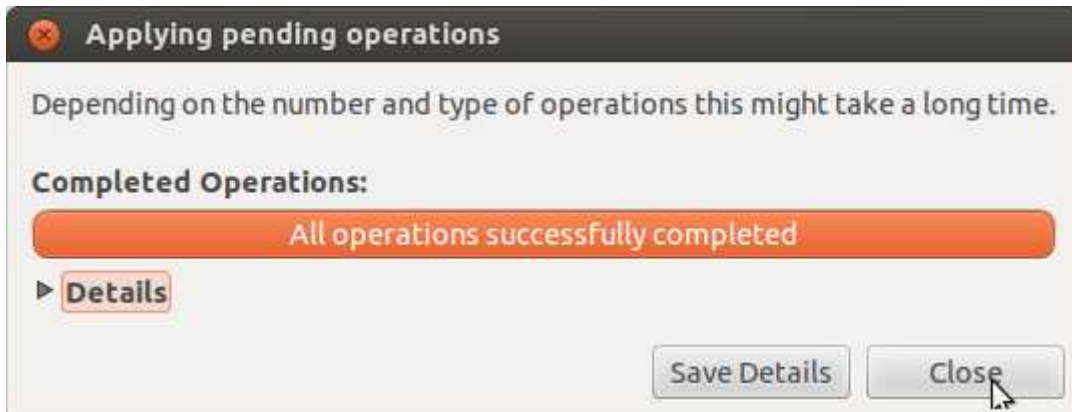 Applying pending operations
Depending on the number and type of operations this might take a long time.
Completed Operations:
All operations successfully completed
Details
Save Details
Close